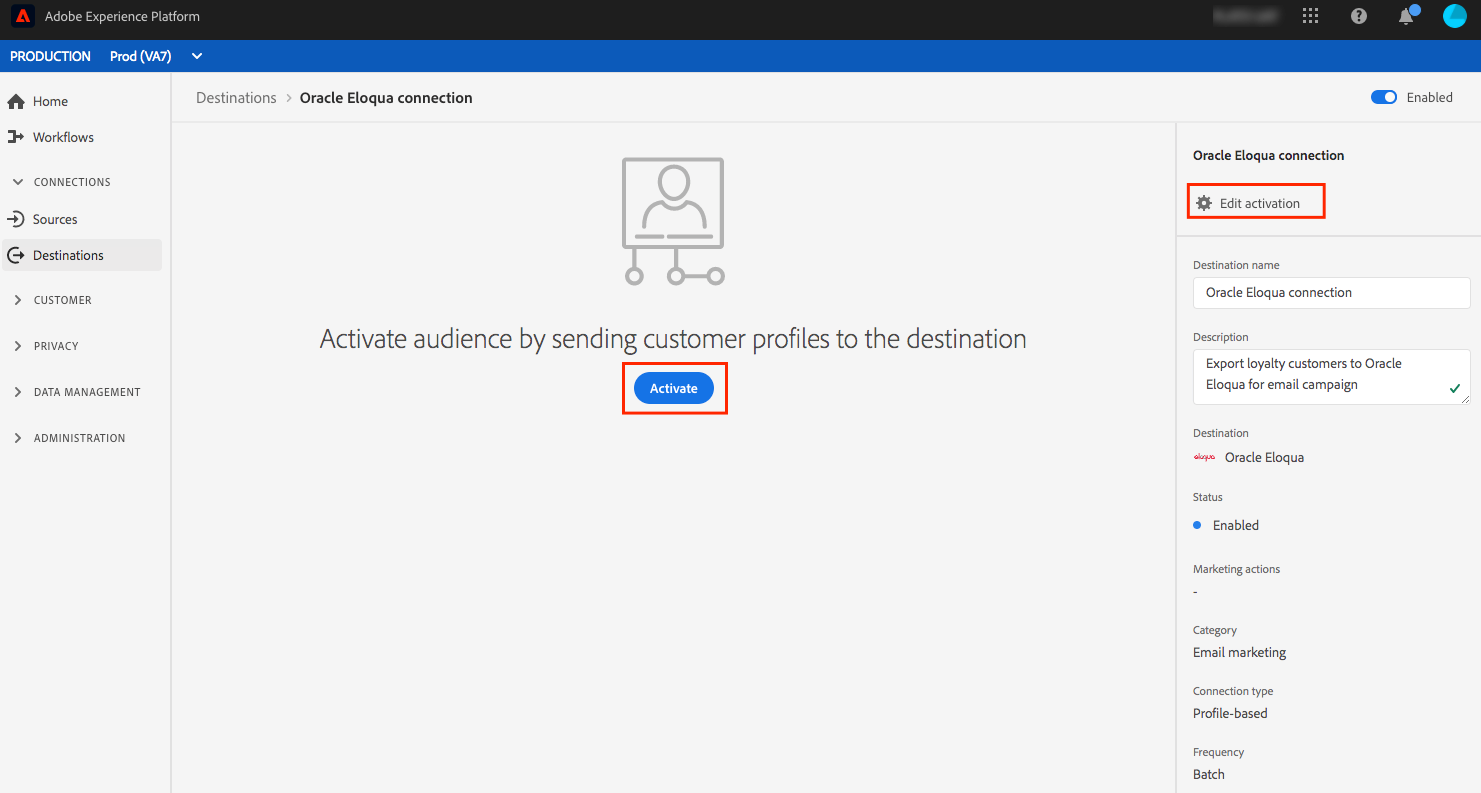 Adobe Experience Platform
PRODUCTION Prod (VA7)
Home
Workflows
CONNECTIONS
Sources
Destinations
CUSTOMER
PRIVACY
DATA MANAGEMENT
ADMINISTRATION
Destinations > Oracle Eloqua connection
Enabled
Activate audience by sending customer profiles to the destination
Activate
Oracle Eloqua connection
Edit activation
Destination name
Oracle Eloqua connection
Description
Export loyalty customers to Oracle
Eloqua for email campaign
Destination
eloqua Oracle Eloqua
Status
Enabled
Marketing actions
-
Category
Email marketing
Connection type
Profile-based
Frequency
Batch